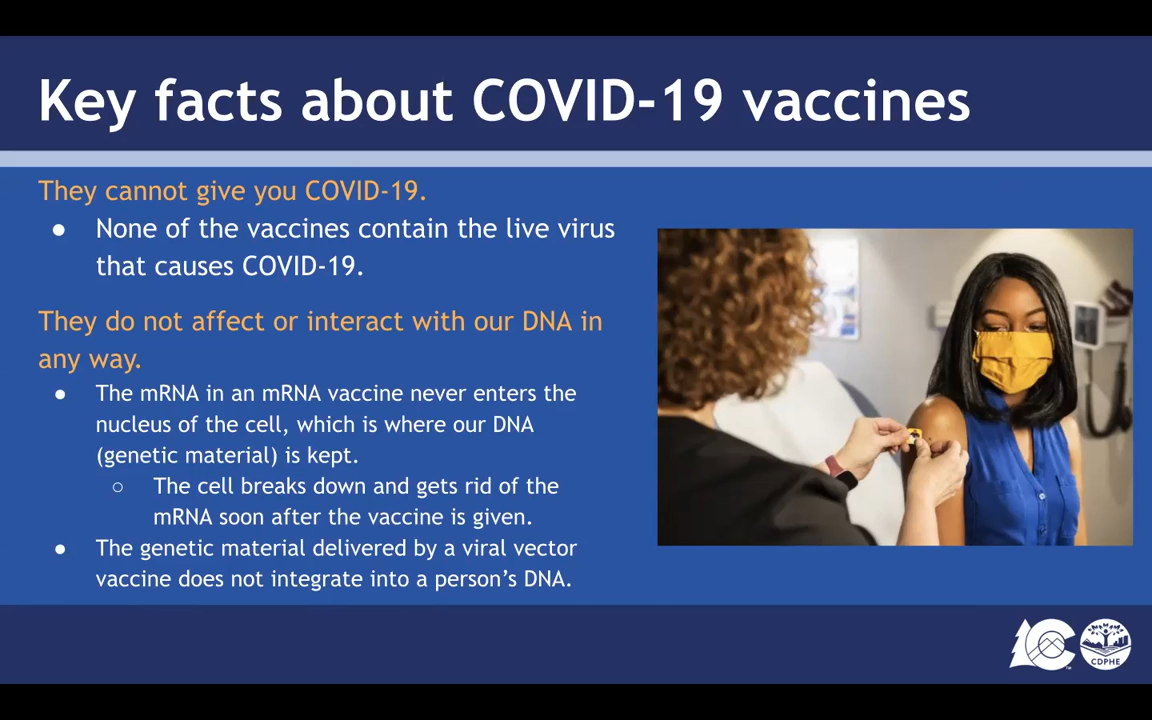 Key facts about COVID-19 vaccines
They cannot give you COVID-19.
● None of the vaccines contain the live virus
that causes COVID-19.
They do not affect or interact with our DNA in
any way.
● The mRNA in an mRNA vaccine never enters the
nucleus of the cell, which is where our DNA
(genetic material) is kept.
○ The cell breaks down and gets rid of the
mRNA soon after the vaccine is given.
● The genetic material delivered by a viral vector
vaccine does not integrate into a person’s DNA.
C TM
CDPHE